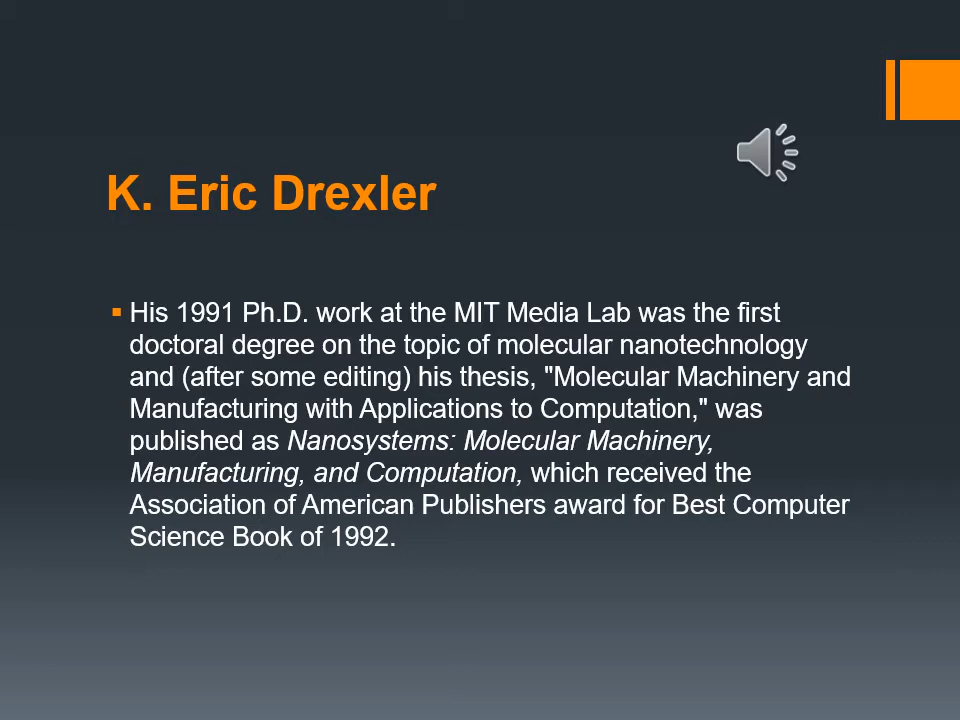 K. Eric Drexler
His 1991 Ph.D. work at the MIT Media Lab was the first
doctoral degree on the topic of molecular nanotechnology
and (after some editing) his thesis, "Molecular Machinery and
Manufacturing with Applications to Computation," was
published as Nanosystems: Molecular Machinery,
Manufacturing, and Computation, which received the
Association of American Publishers award for Best Computer
Science Book of 1992.